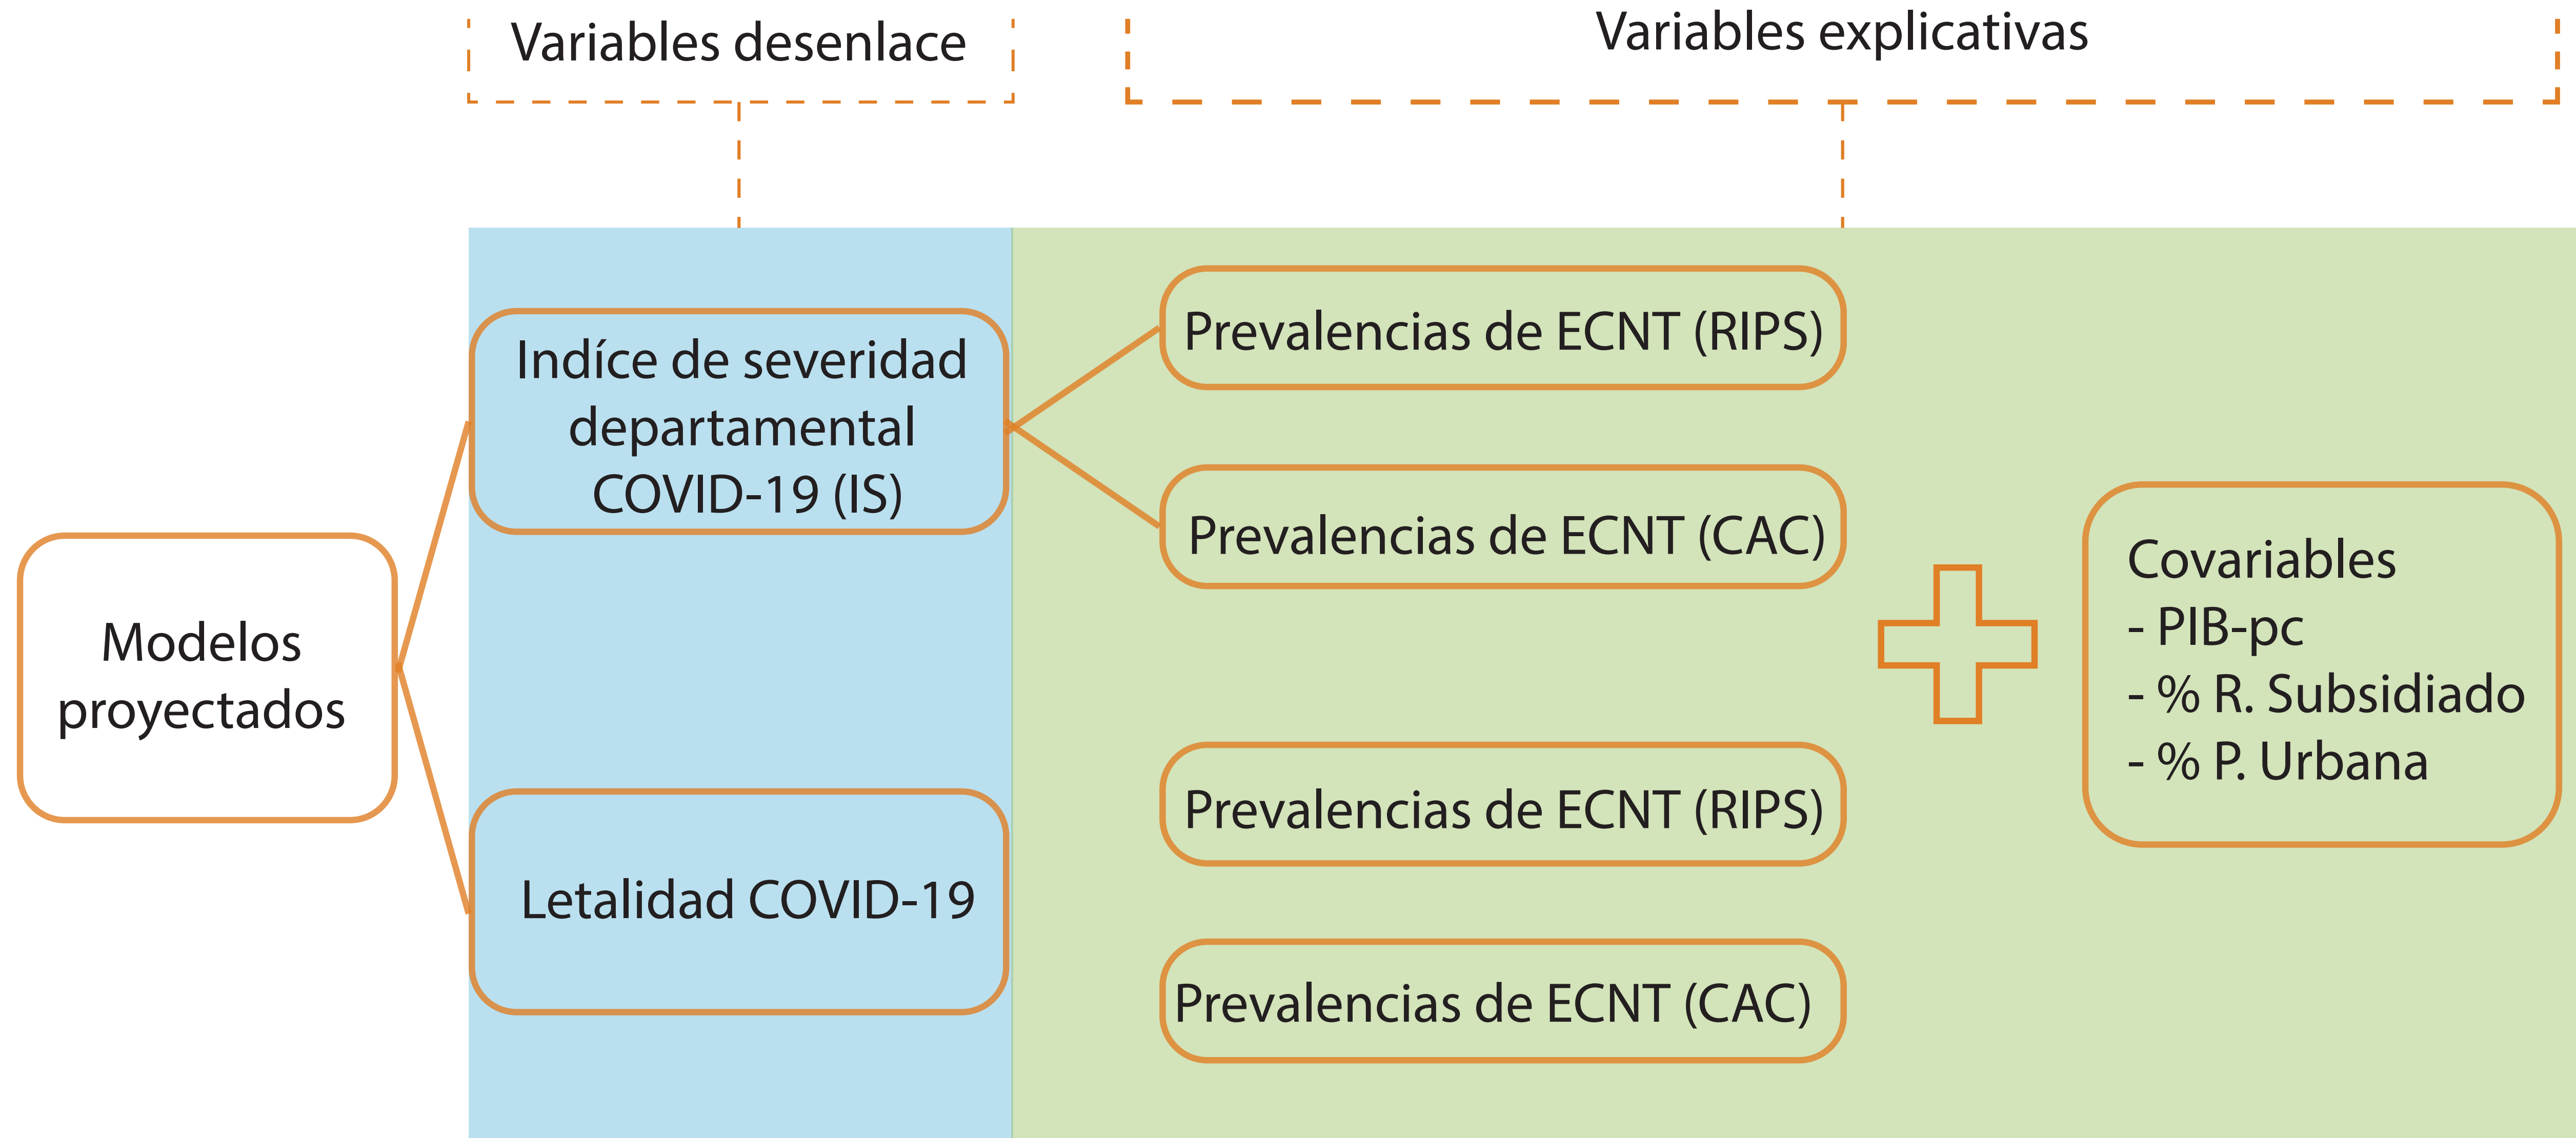 Variables desenlace
Variables explicativas
Modelos
proyectados
Indíce de severidad
departamental
COVID-19 (IS)
Letalidad COVID-19
Prevalencias de ECNT (RIPS)
Prevalencias de ECNT (CAC)
Prevalencias de ECNT (RIPS)
Prevalencias de ECNT (CAC)
Covariables
- PIB-pc
- % R. Subsidiado
- % P. Urbana